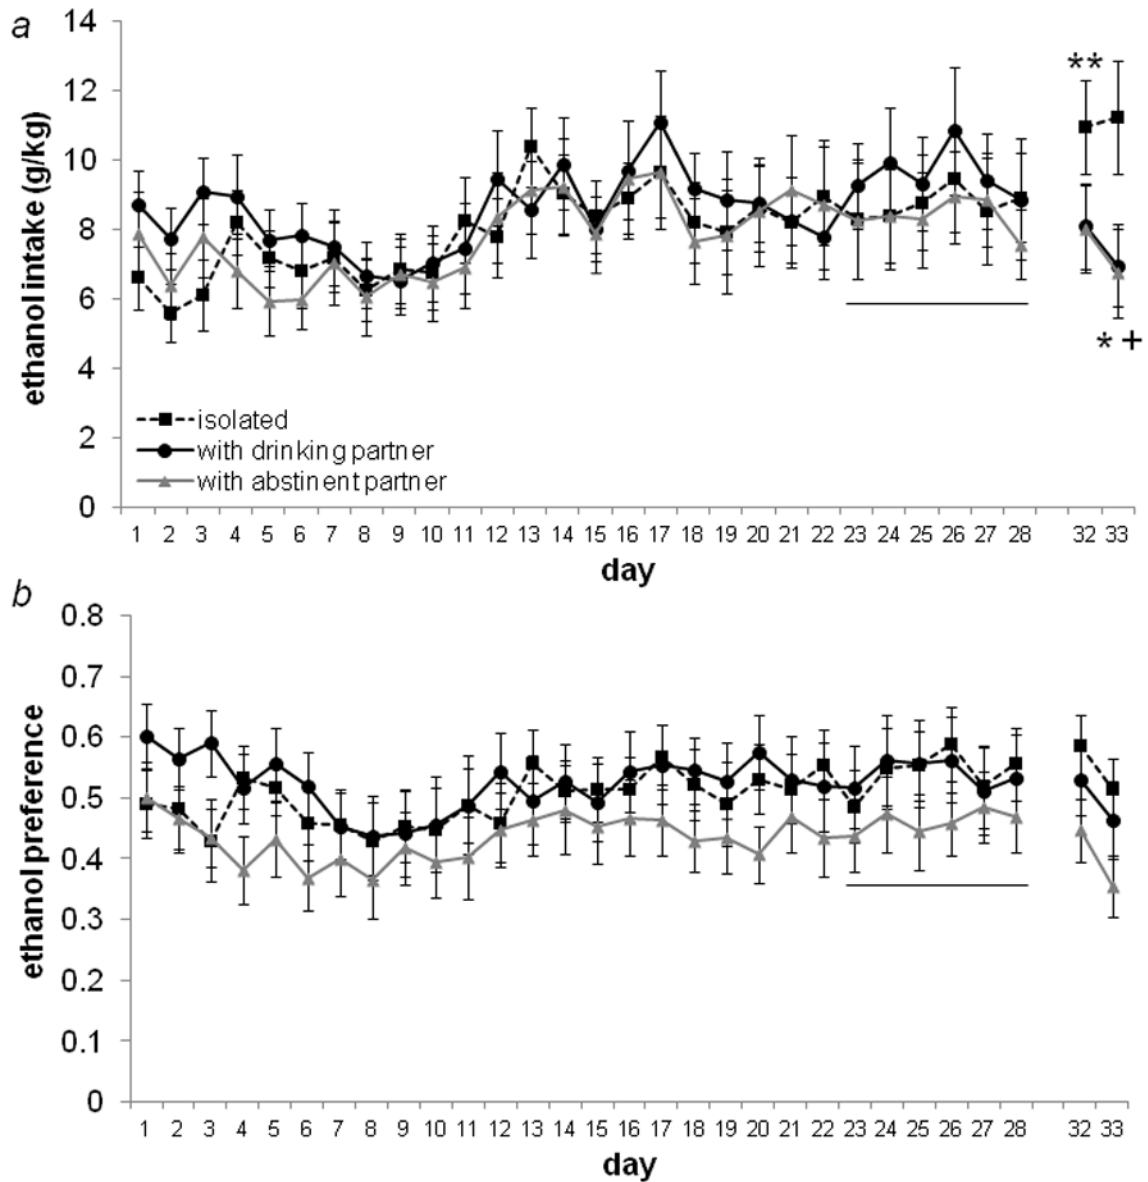 a
14
12
10
8
6
4
2
0
ethanol intake (g/kg)
**
* +
isolated
with drinking partner
with abstinent partner
1 2 3 4 5 6 7 8 9 10 11 12 13 14 15 16 17 18 19 20 21 22 23 24 25 26 27 28 32 33
day
b
0.8
0.7
0.6
0.5
0.4
0.3
0.2
0.1
0
ethanol preference
1 2 3 4 5 6 7 8 9 10 11 12 13 14 15 16 17 18 19 20 21 22 23 24 25 26 27 28 32 33
day